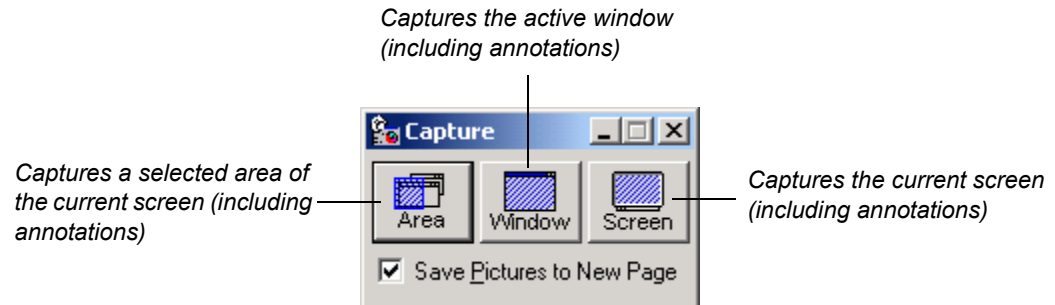 Captures the active window
(including annotations)
Capture
Captures a selected area of
the current screen (including
annotations)
Area
Window
Screen
Captures the current screen
(including annotations)
Save Pictures to New Page